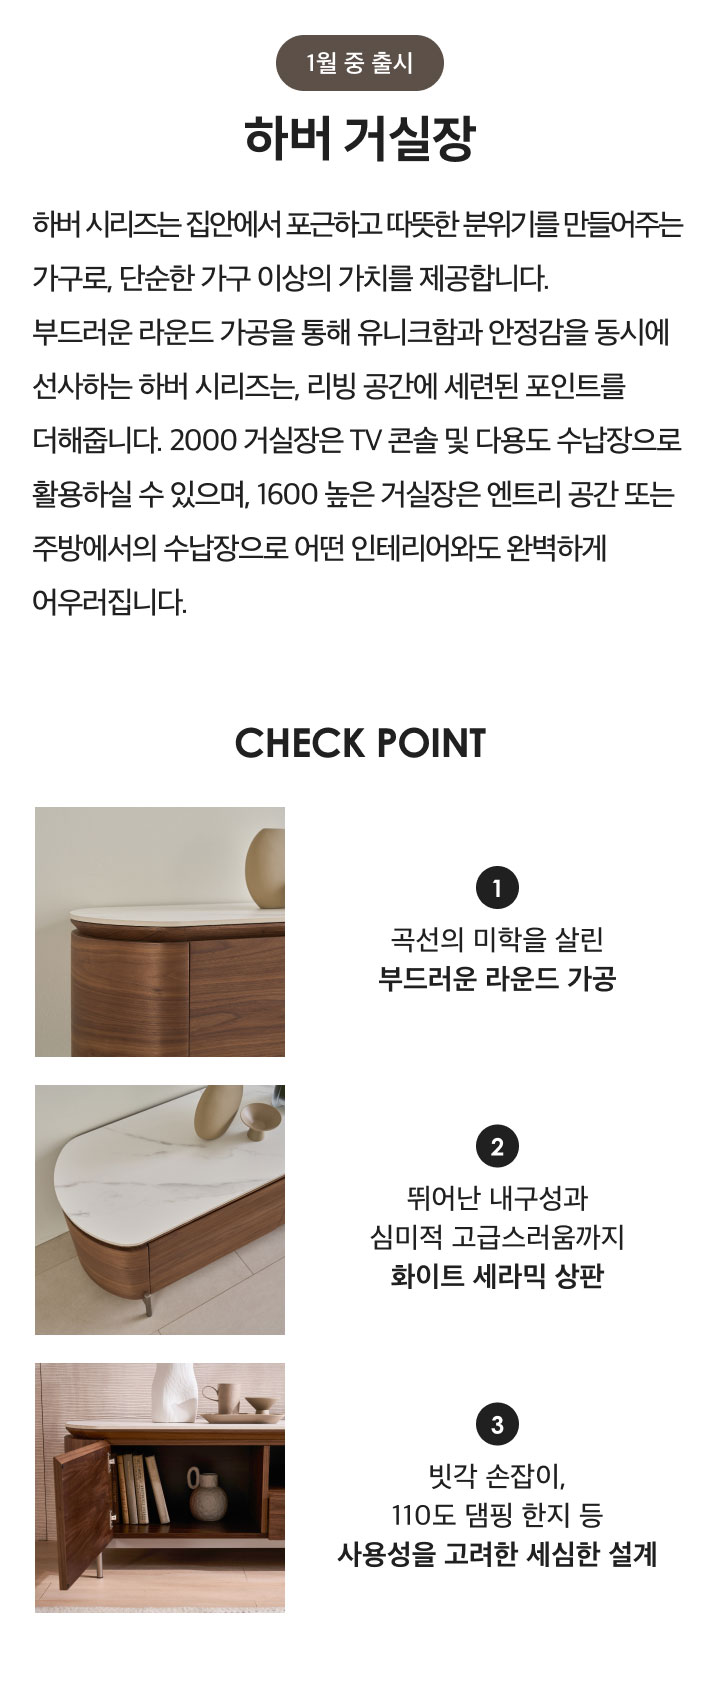 1월 중 출시
하버 거실장
하버 시리즈는 집안에서 포근하고 따뜻한 분위기를 만들어주는
가구로, 단순한 가구 이상의 가치를 제공합니다.
부드러운 라운드 가공을 통해 유니크함과 안정감을 동시에
선사하는 하버 시리즈는, 리빙 공간에 세련된 포인트를
더해줍니다. 2000 거실장은 TV 콘솔 및 다용도 수납장으로
활용하실 수 있으며, 1600 높은 거실장은 엔트리 공간 또는
주방에서의 수납장으로 어떤 인테리어와도 완벽하게
어우러집니다.
CHECK POINT
1
곡선의 미학을 살린
부드러운 라운드 가공
2
뛰어난 내구성과
심미적 고급스러움까지
화이트 세라믹 상판
3
빗각 손잡이,
110도 댐핑 한지 등
사용성을 고려한 세심한 설계